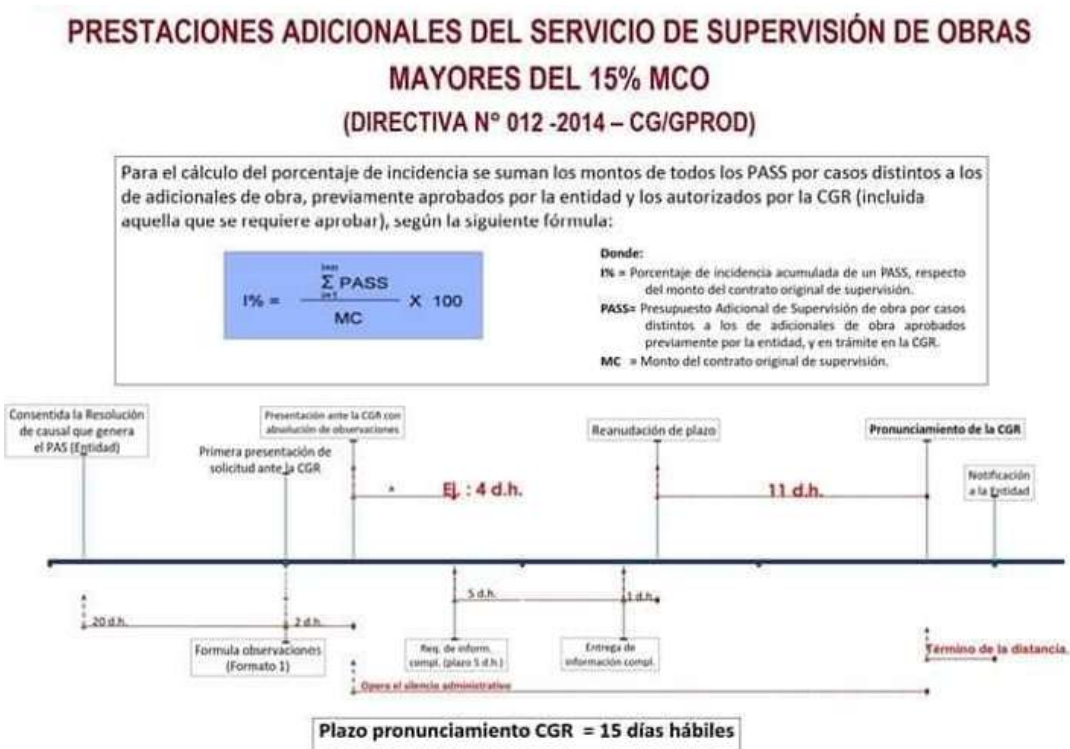 PRESTACIONES ADICIONALES DEL SERVICIO DE SUPERVISIÓN DE OBRAS
MAYORES DEL 15% MCO
(DIRECTIVA N° 012 -2014 – CG/GPROD)
Para el cálculo del porcentaje de incidencia se suman los montos de todos los PASS por casos distintos a los
de adicionales de obra, previamente aprobados por la entidad y los autorizados por la CGR (incluida
aquella que se requiere aprobar), según la siguiente fórmula:
I% = Σ PASS
MC
X 100
Donde:
I% = Porcentaje de incidencia acumulada de un PASS, respecto
del monto del contrato original de supervisión.
PASS= Presupuesto Adicional de Supervisión de obra por casos
distintos a los de adicionales de obra aprobados
previamente por la entidad, y en trámite en la CGR.
MC = Monto del contrato original de supervisión.
Consentida la Resolución
de causal que genera
el PAS (Entidad)
Primera presentación de
solicitud ante la CGR
Presentación ante la CGR con
absolución de observaciones
Reanudación de plazo
Pronunciamiento de la CGR
Notificación
a la Entidad
Ej. : 4 d.h.
11 d.h.
20 d.h.
2 d.h.
5 d.h.
1 d.h.
Formula observaciones
(Formato 1)
Req. de inform.
compl. (plazo 5 d.h.)
Entrega de
información compl.
Término de la distancia.
Opera el silencio administrativo
Plazo pronunciamiento CGR = 15 días hábiles